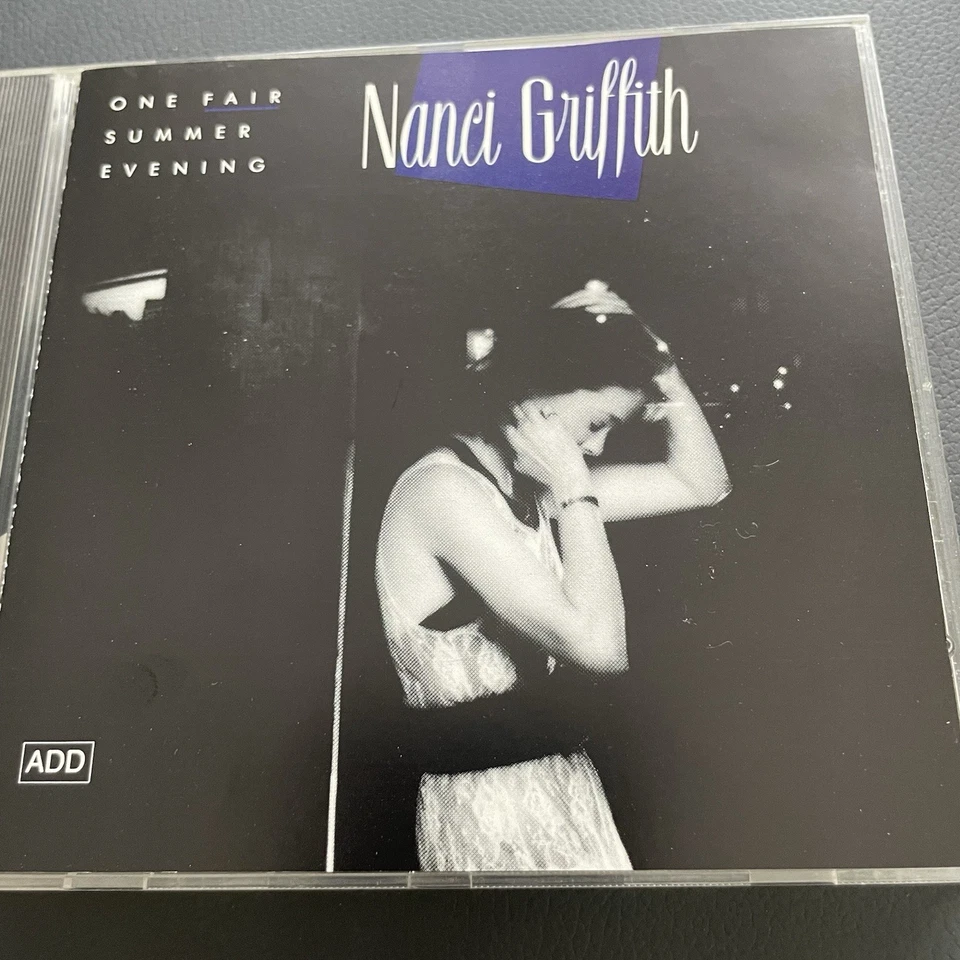 ONE FAIR
SUMMER
EVENING
Nanci Griffith
ADD